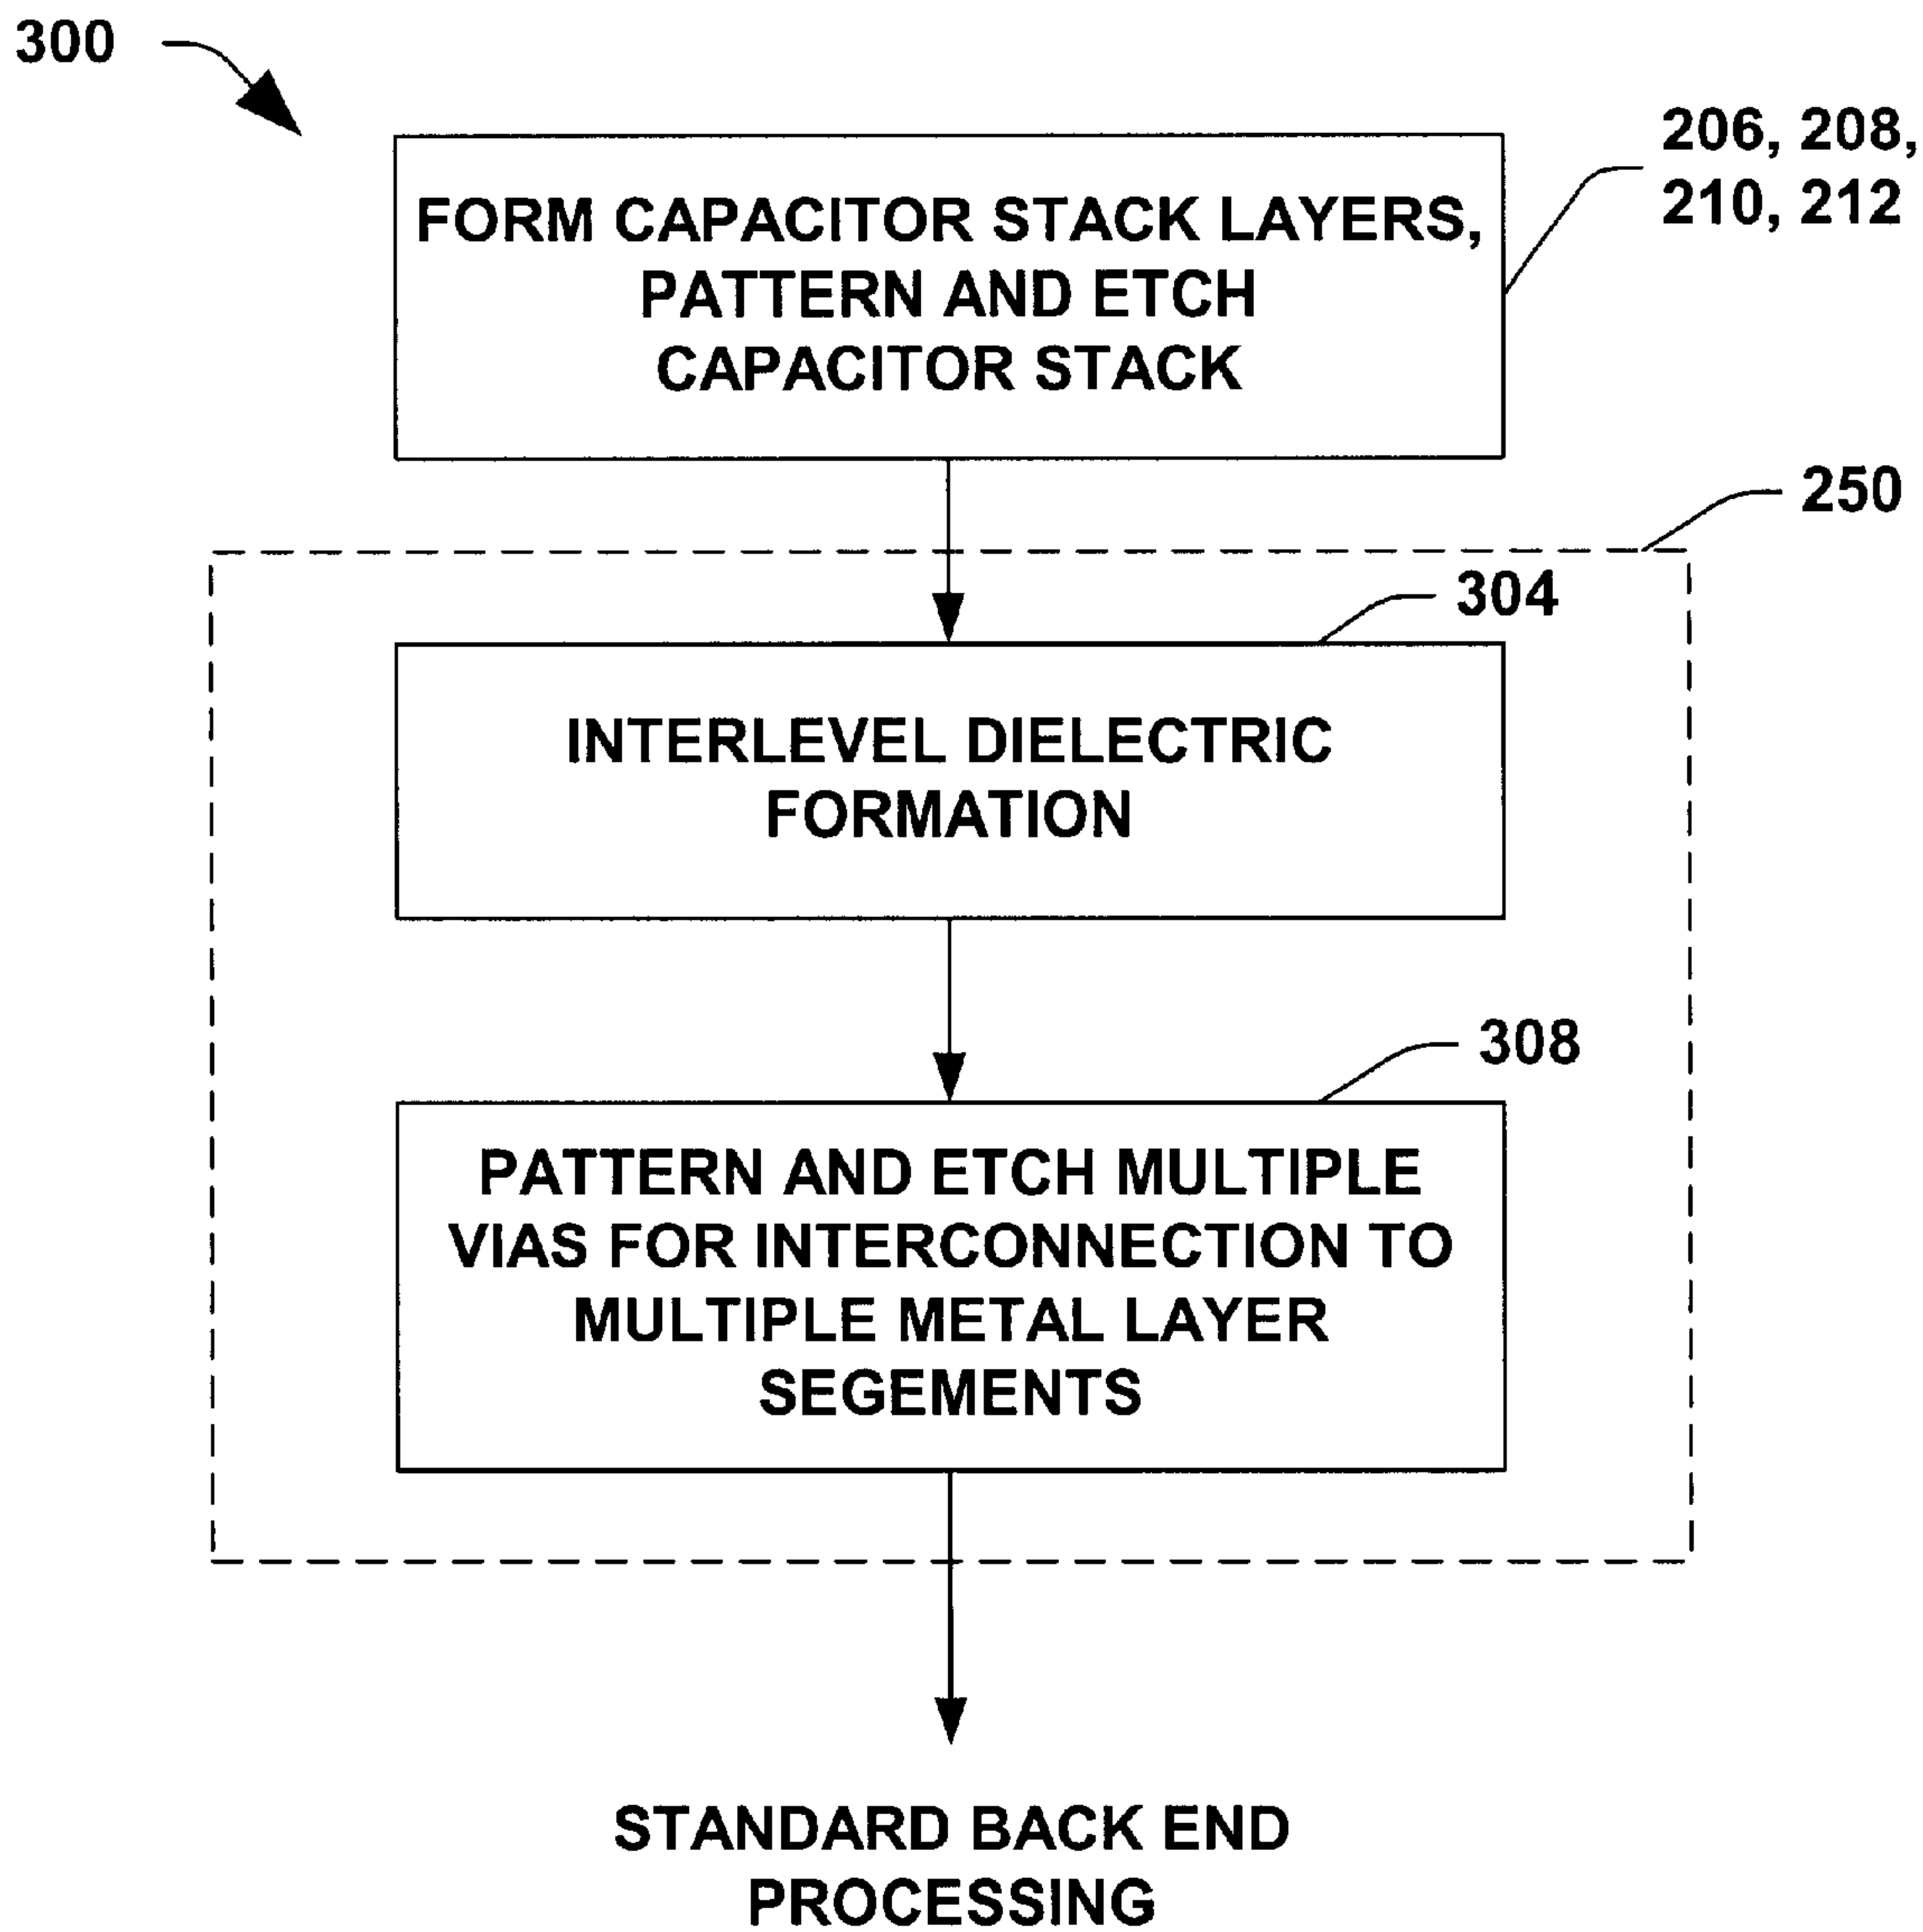 300
206, 208,
210, 212
FORM CAPACITOR STACK LAYERS,
PATTERN AND ETCH
CAPACITOR STACK
250
304
INTERLEVEL DIELECTRIC
FORMATION
308
PATTERN AND ETCH MULTIPLE
VIAS FOR INTERCONNECTION TO
MULTIPLE METAL LAYER
SEGEMENTS
STANDARD BACK END
PROCESSING